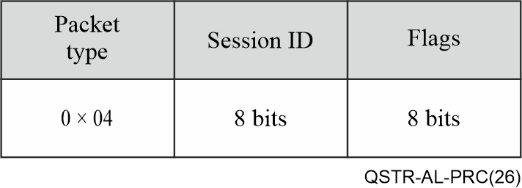 Packet type Session ID Flags
0 × 04 8 bits 8 bits
QSTR-AL-PRC(26)